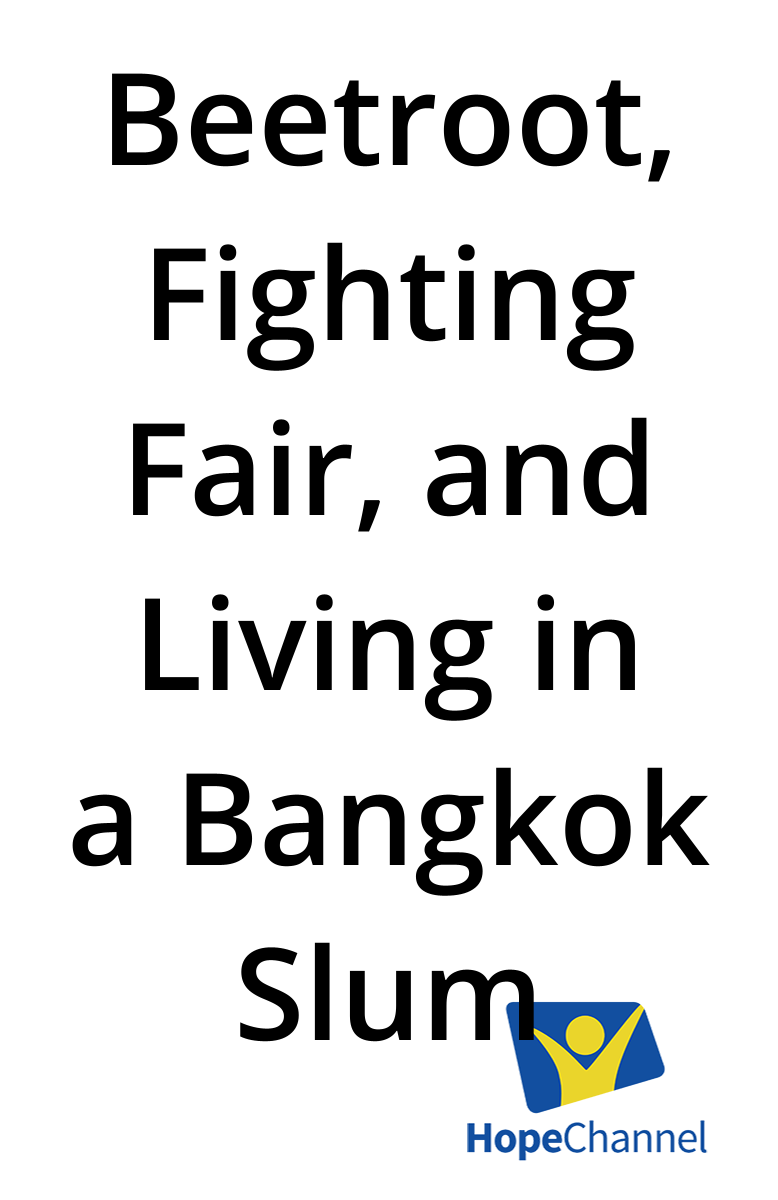 Beetroot,
Fighting
Fair, and
Living in
a Bangkok
Slum
HopeChannel